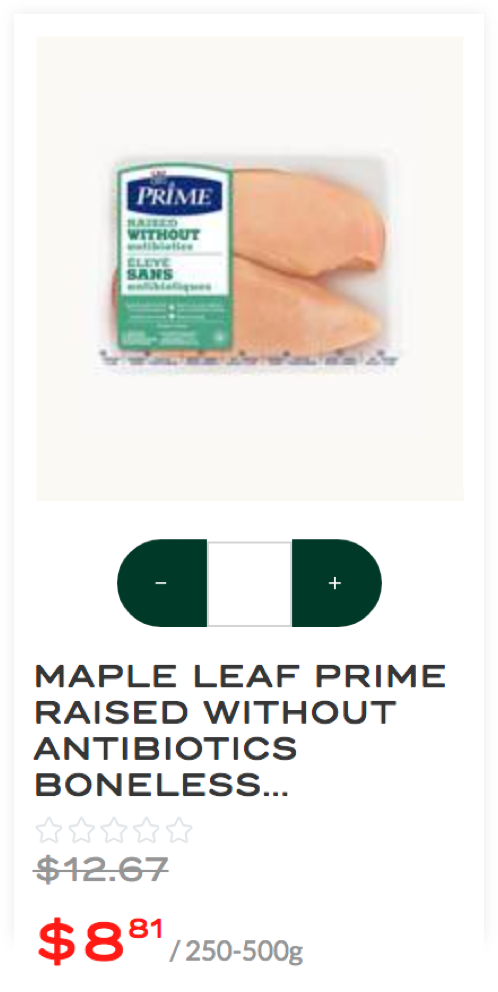 PRIME
RAISED
WITHOUT
antibiotics
ÉLEVÉ
SANS
antibiotiques
−
+
MAPLE LEAF PRIME
RAISED WITHOUT
ANTIBIOTICS
BONELESS...
$12.67
$8 81 / 250-500g